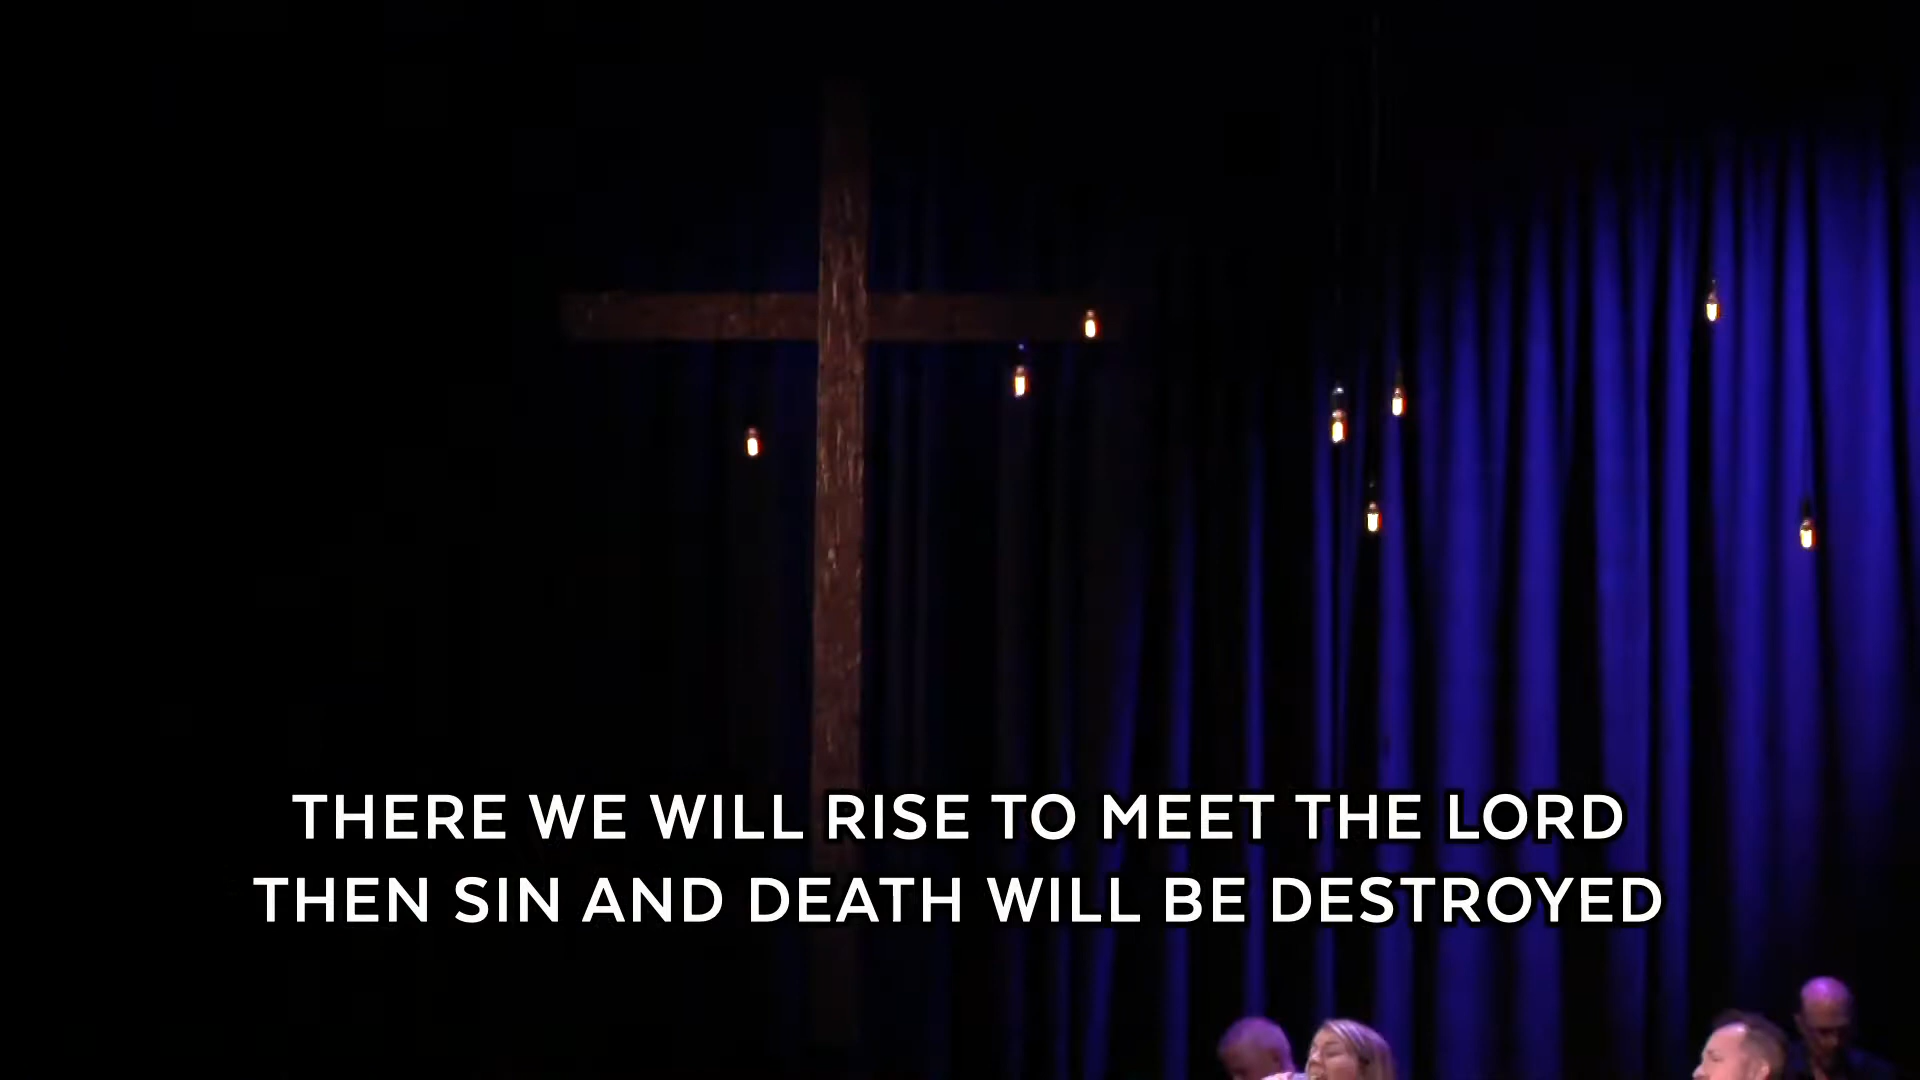 THERE WE WILL RISE TO MEET THE LORD
THEN SIN AND DEATH WILL BE DESTROYED